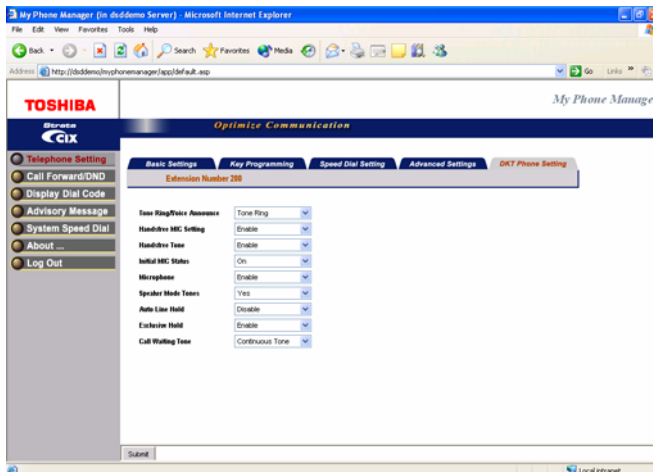 My Phone Manager (in dsddemo Server) - Microsoft Internet Explorer
File Edit View Favorites Tools Help
Back Search Favorites Media
Address http://dsddemo/myphonemanager/app/default.asp Go Links »
TOSHIBA
My Phone Manage
Strata
CIX
Optimize Communication
Telephone Setting
Call Forward/DND
Display Dial Code
Advisory Message
System Speed Dial
About ...
Log Out
Basic Settings Key Programming Speed Dial Setting Advanced Settings DKT Phone Setting
Extension Number 200
Tone Ring/Voice Announce Tone Ring
Handsfree MIC Setting Enable
Handsfree Tone Enable
Initial MIC Status On
Microphone Enable
Speaker Mode Tones Yes
Auto Line Hold Disable
Exclusive Hold Enable
Call Waiting Tone Continuous Tone
Submit
Local intranet